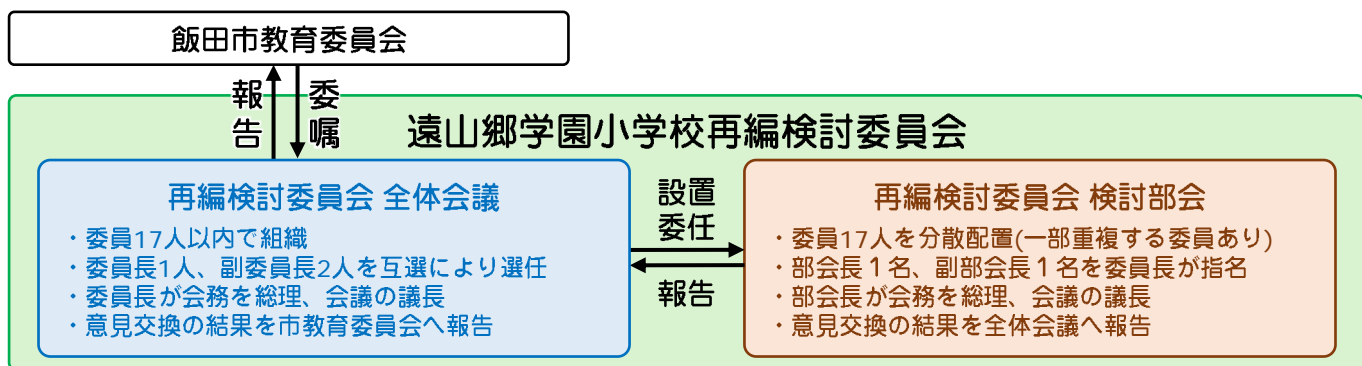 飯田市教育委員会
報告
委嘱
遠山郷学園小学校再編検討委員会
再編検討委員会 全体会議
・委員17人以内で組織
・委員長1人、副委員長2人を互選により選任
・委員長が会務を総理、会議の議長
・意見交換の結果を市教育委員会へ報告
設置
委任
報告
再編検討委員会 検討部会
・委員17人を分散配置(一部重複する委員あり)
・部会長１名、副部会長１名を委員長が指名
・部会長が会務を総理、会議の議長
・意見交換の結果を全体会議へ報告